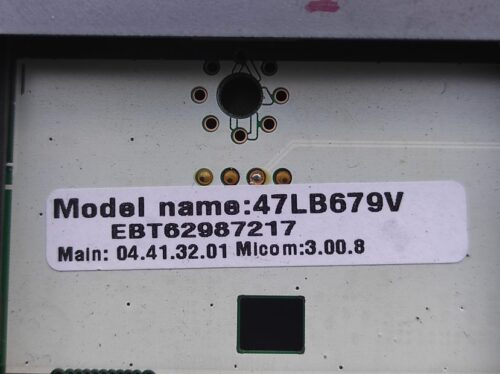 Model name:47LB679V
EBT62987217
Main: 04.41.32.01 Micom:3.00.8